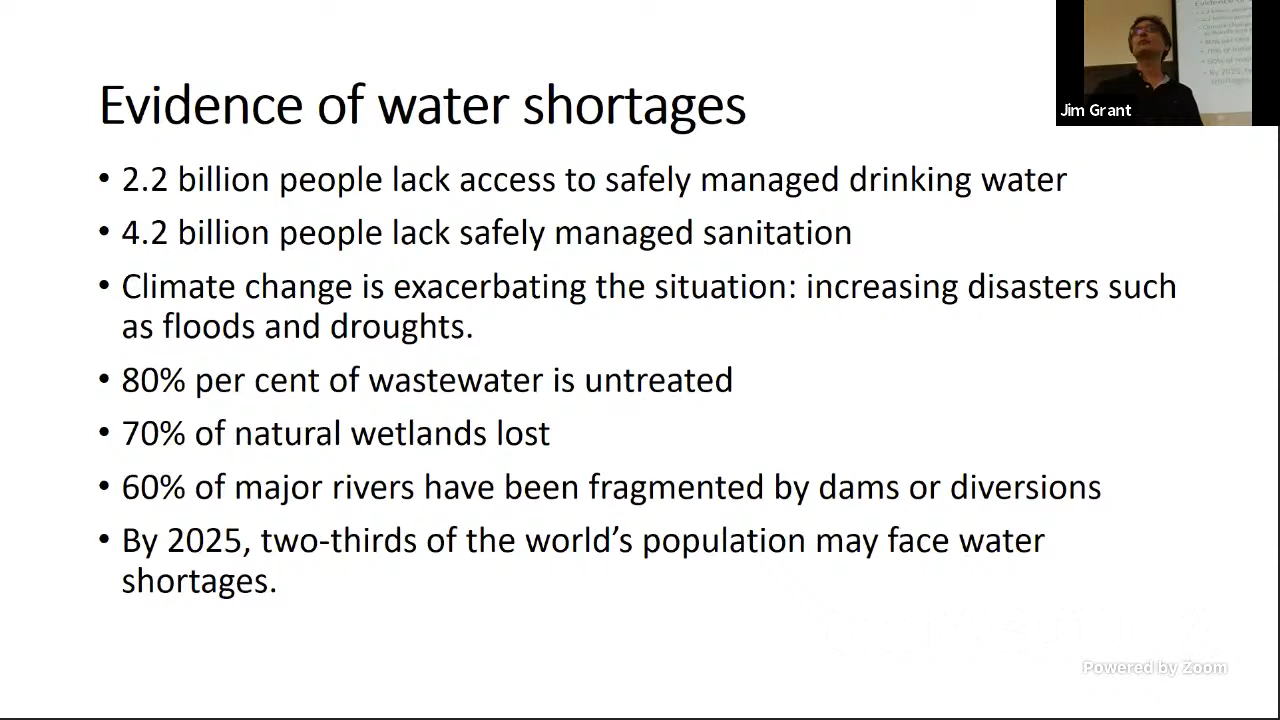 Evidence of water shortages
• 2.2 billion people lack access to safely managed drinking water
• 4.2 billion people lack safely managed sanitation
• Climate change is exacerbating the situation: increasing disasters such
as floods and droughts.
• 80% per cent of wastewater is untreated
• 70% of natural wetlands lost
• 60% of major rivers have been fragmented by dams or diversions
• By 2025, two-thirds of the world’s population may face water
shortages.
Jim Grant
Powered by Zoom